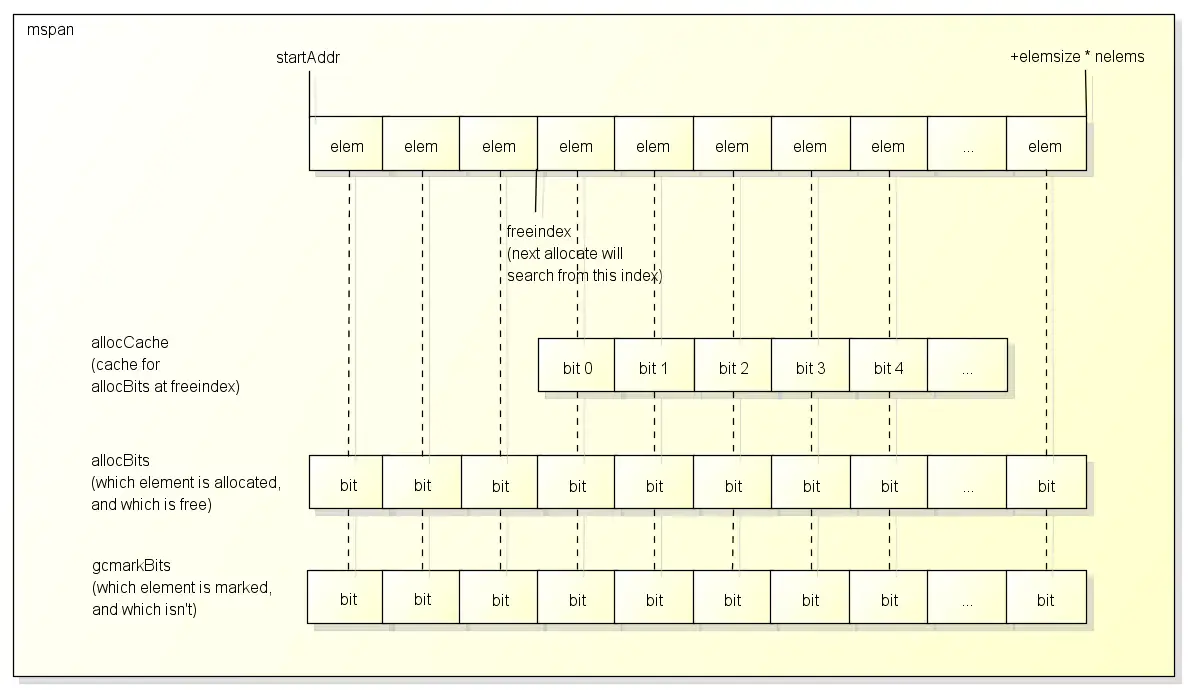 mspan
startAddr
+elemsize * nelems
elem elem elem elem elem elem elem elem ... elem
freeindex
(next allocate will
search from this index)
allocCache
(cache for
allocBits at freeindex)
bit 0 bit 1 bit 2 bit 3 bit 4 ...
allocBits
(which element is allocated,
and which is free)
bit bit bit bit bit bit bit bit ... bit
gcmarkBits
(which element is marked,
and which isn't)
bit bit bit bit bit bit bit bit ... bit